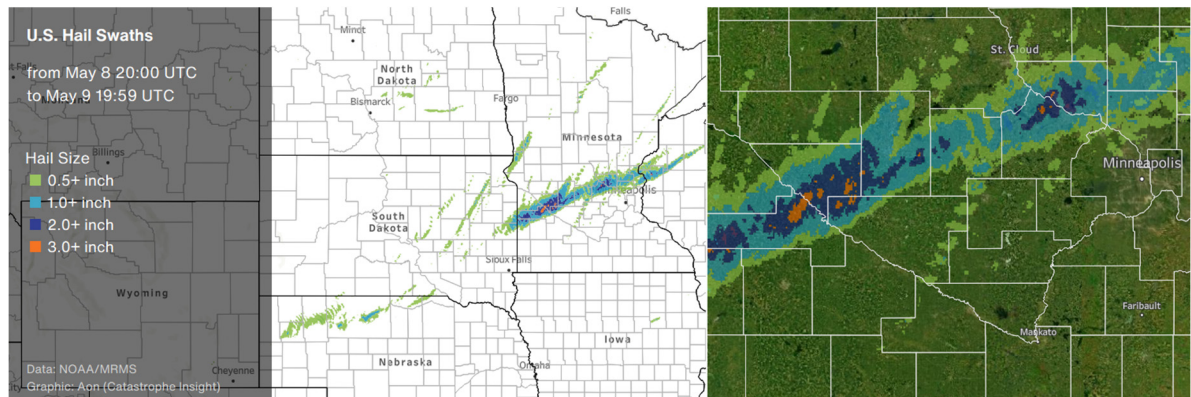 U.S. Hail Swaths
from May 8 20:00 UTC
to May 9 19:59 UTC
Hail Size
0.5+ inch
1.0+ inch
2.0+ inch
3.0+ inch
Data: NOAA/MRMS
Graphic: Aon (Catastrophe Insight)
Billings
Wyoming
Cheyenne
Falls
Minot
North
Dakota
Bismarck
Fargo
Minnesota
South
Dakota
Sioux Falls
Nebraska
Iowa
Omaha
St. Cloud
Minneapolis
Faribault
Mankato